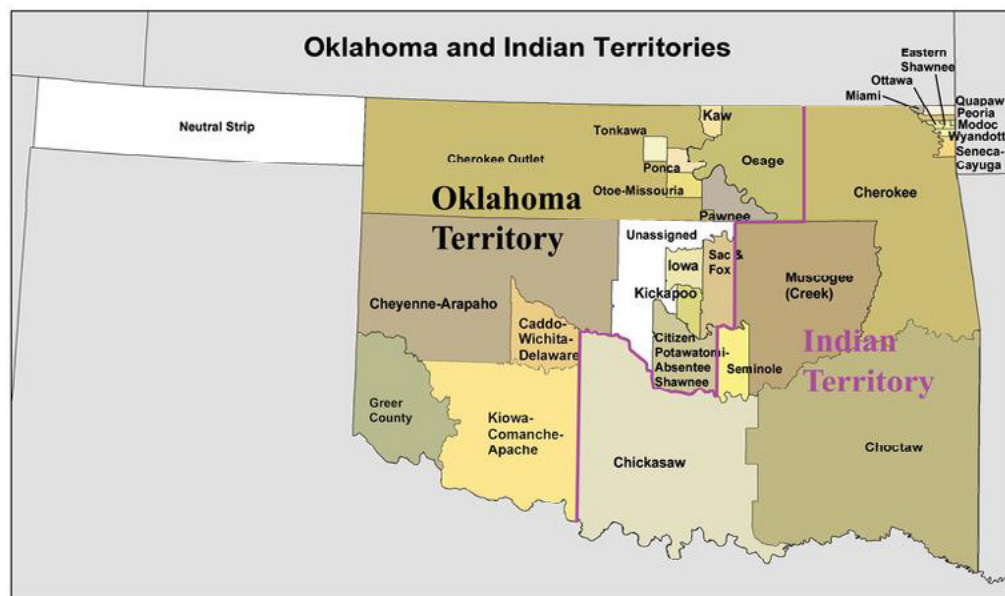 Oklahoma and Indian Territories
Eastern
Shawnee
Ottawa
Miami
Quapaw
Peoria
Modoc
Wyandott
Seneca-
Cayuga
Neutral Strip
Cherokee Outlet
Tonkawa
Kaw
Ponca
Otoe-Missouria
Osage
Pawnee
Cherokee
Oklahoma
Territory
Unassigned
Iowa
Sac &
Fox
Kickapoo
Muscogee
(Creek)
Cheyenne-Arapaho
Caddo-
Wichita-
Delaware
Citizen
Potawatomi-
Absentee
Shawnee
Seminole
Indian
Territory
Greer
County
Kiowa-
Comanche-
Apache
Chickasaw
Choctaw